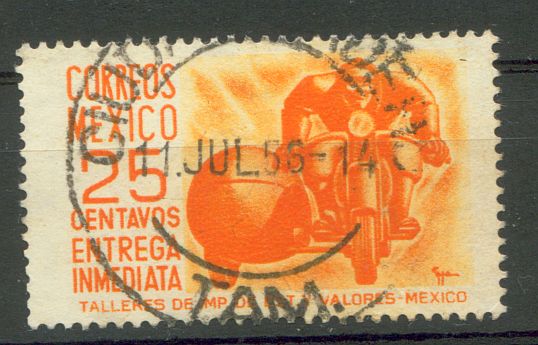 CORREOS
MEXICO
25
CENTAVOS
ENTREGA
INMEDIATA
TALLERES DE IMP. DE EST. Y VALORES-MEXICO
11.JUL.56-14
TAM.